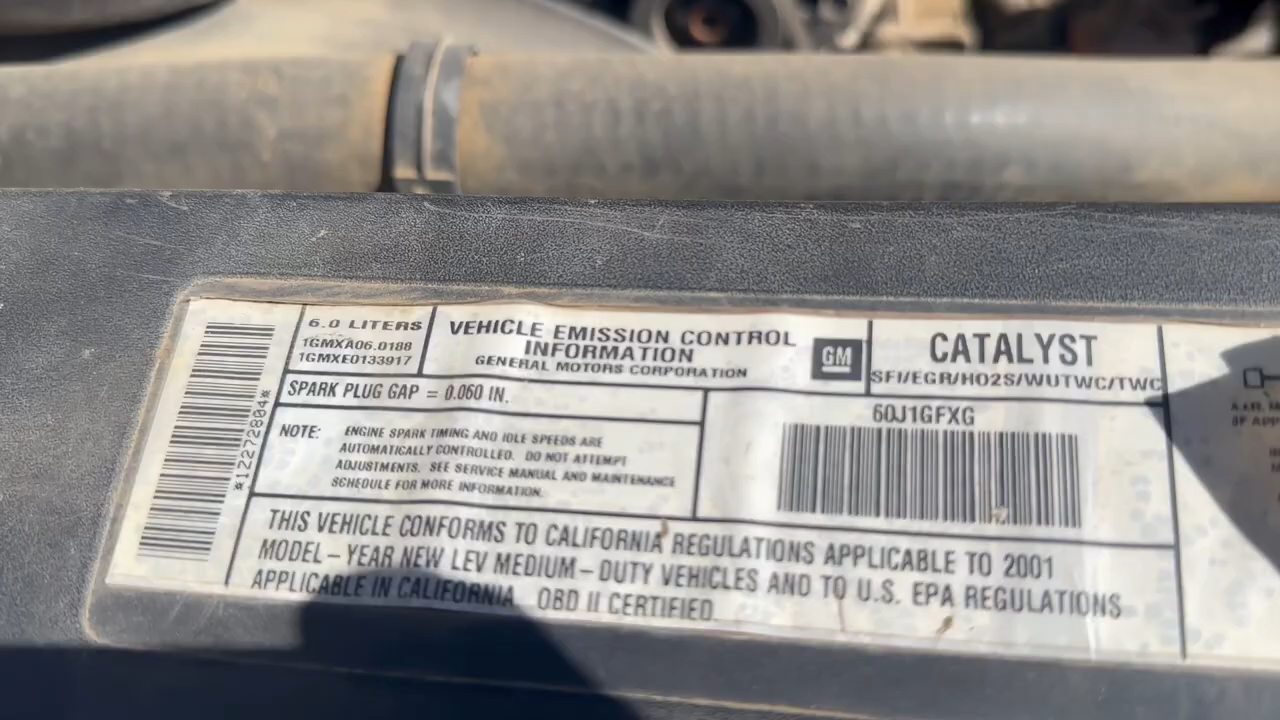 *12272804*
6.0 LITERS
1GMXA06.0188
1GMXE0133917
VEHICLE EMISSION CONTROL
INFORMATION
GENERAL MOTORS CORPORATION
GM
CATALYST
SFI/EGR/HO2S/WUTWC/TWC
SPARK PLUG GAP = 0.060 IN.
60J1GFXG
NOTE: ENGINE SPARK TIMING AND IDLE SPEEDS ARE
AUTOMATICALLY CONTROLLED. DO NOT ATTEMPT
ADJUSTMENTS. SEE SERVICE MANUAL AND MAINTENANCE
SCHEDULE FOR MORE INFORMATION.
THIS VEHICLE CONFORMS TO CALIFORNIA REGULATIONS APPLICABLE TO 2001
MODEL-YEAR NEW LEV MEDIUM-DUTY VEHICLES AND TO U.S. EPA REGULATIONS
APPLICABLE IN CALIFORNIA. OBD II CERTIFIED.